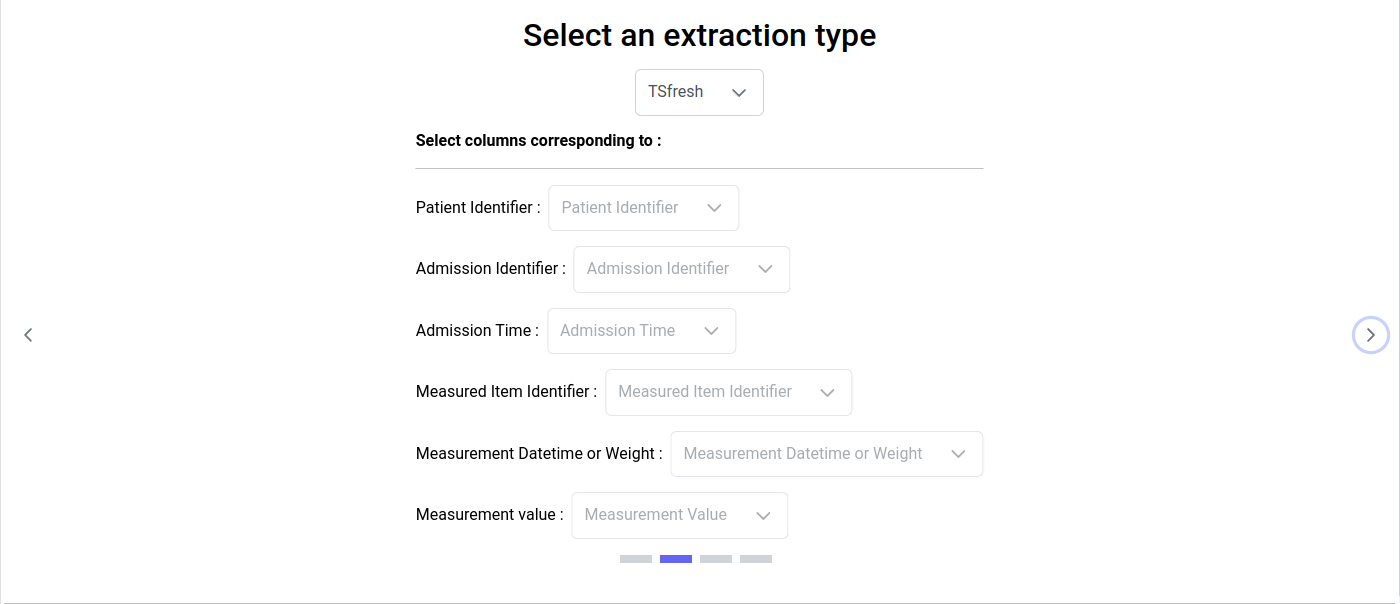 Select an extraction type
TSfresh
Select columns corresponding to :
Patient Identifier : Patient Identifier
Admission Identifier : Admission Identifier
Admission Time : Admission Time
Measured Item Identifier : Measured Item Identifier
Measurement Datetime or Weight : Measurement Datetime or Weight
Measurement value : Measurement Value